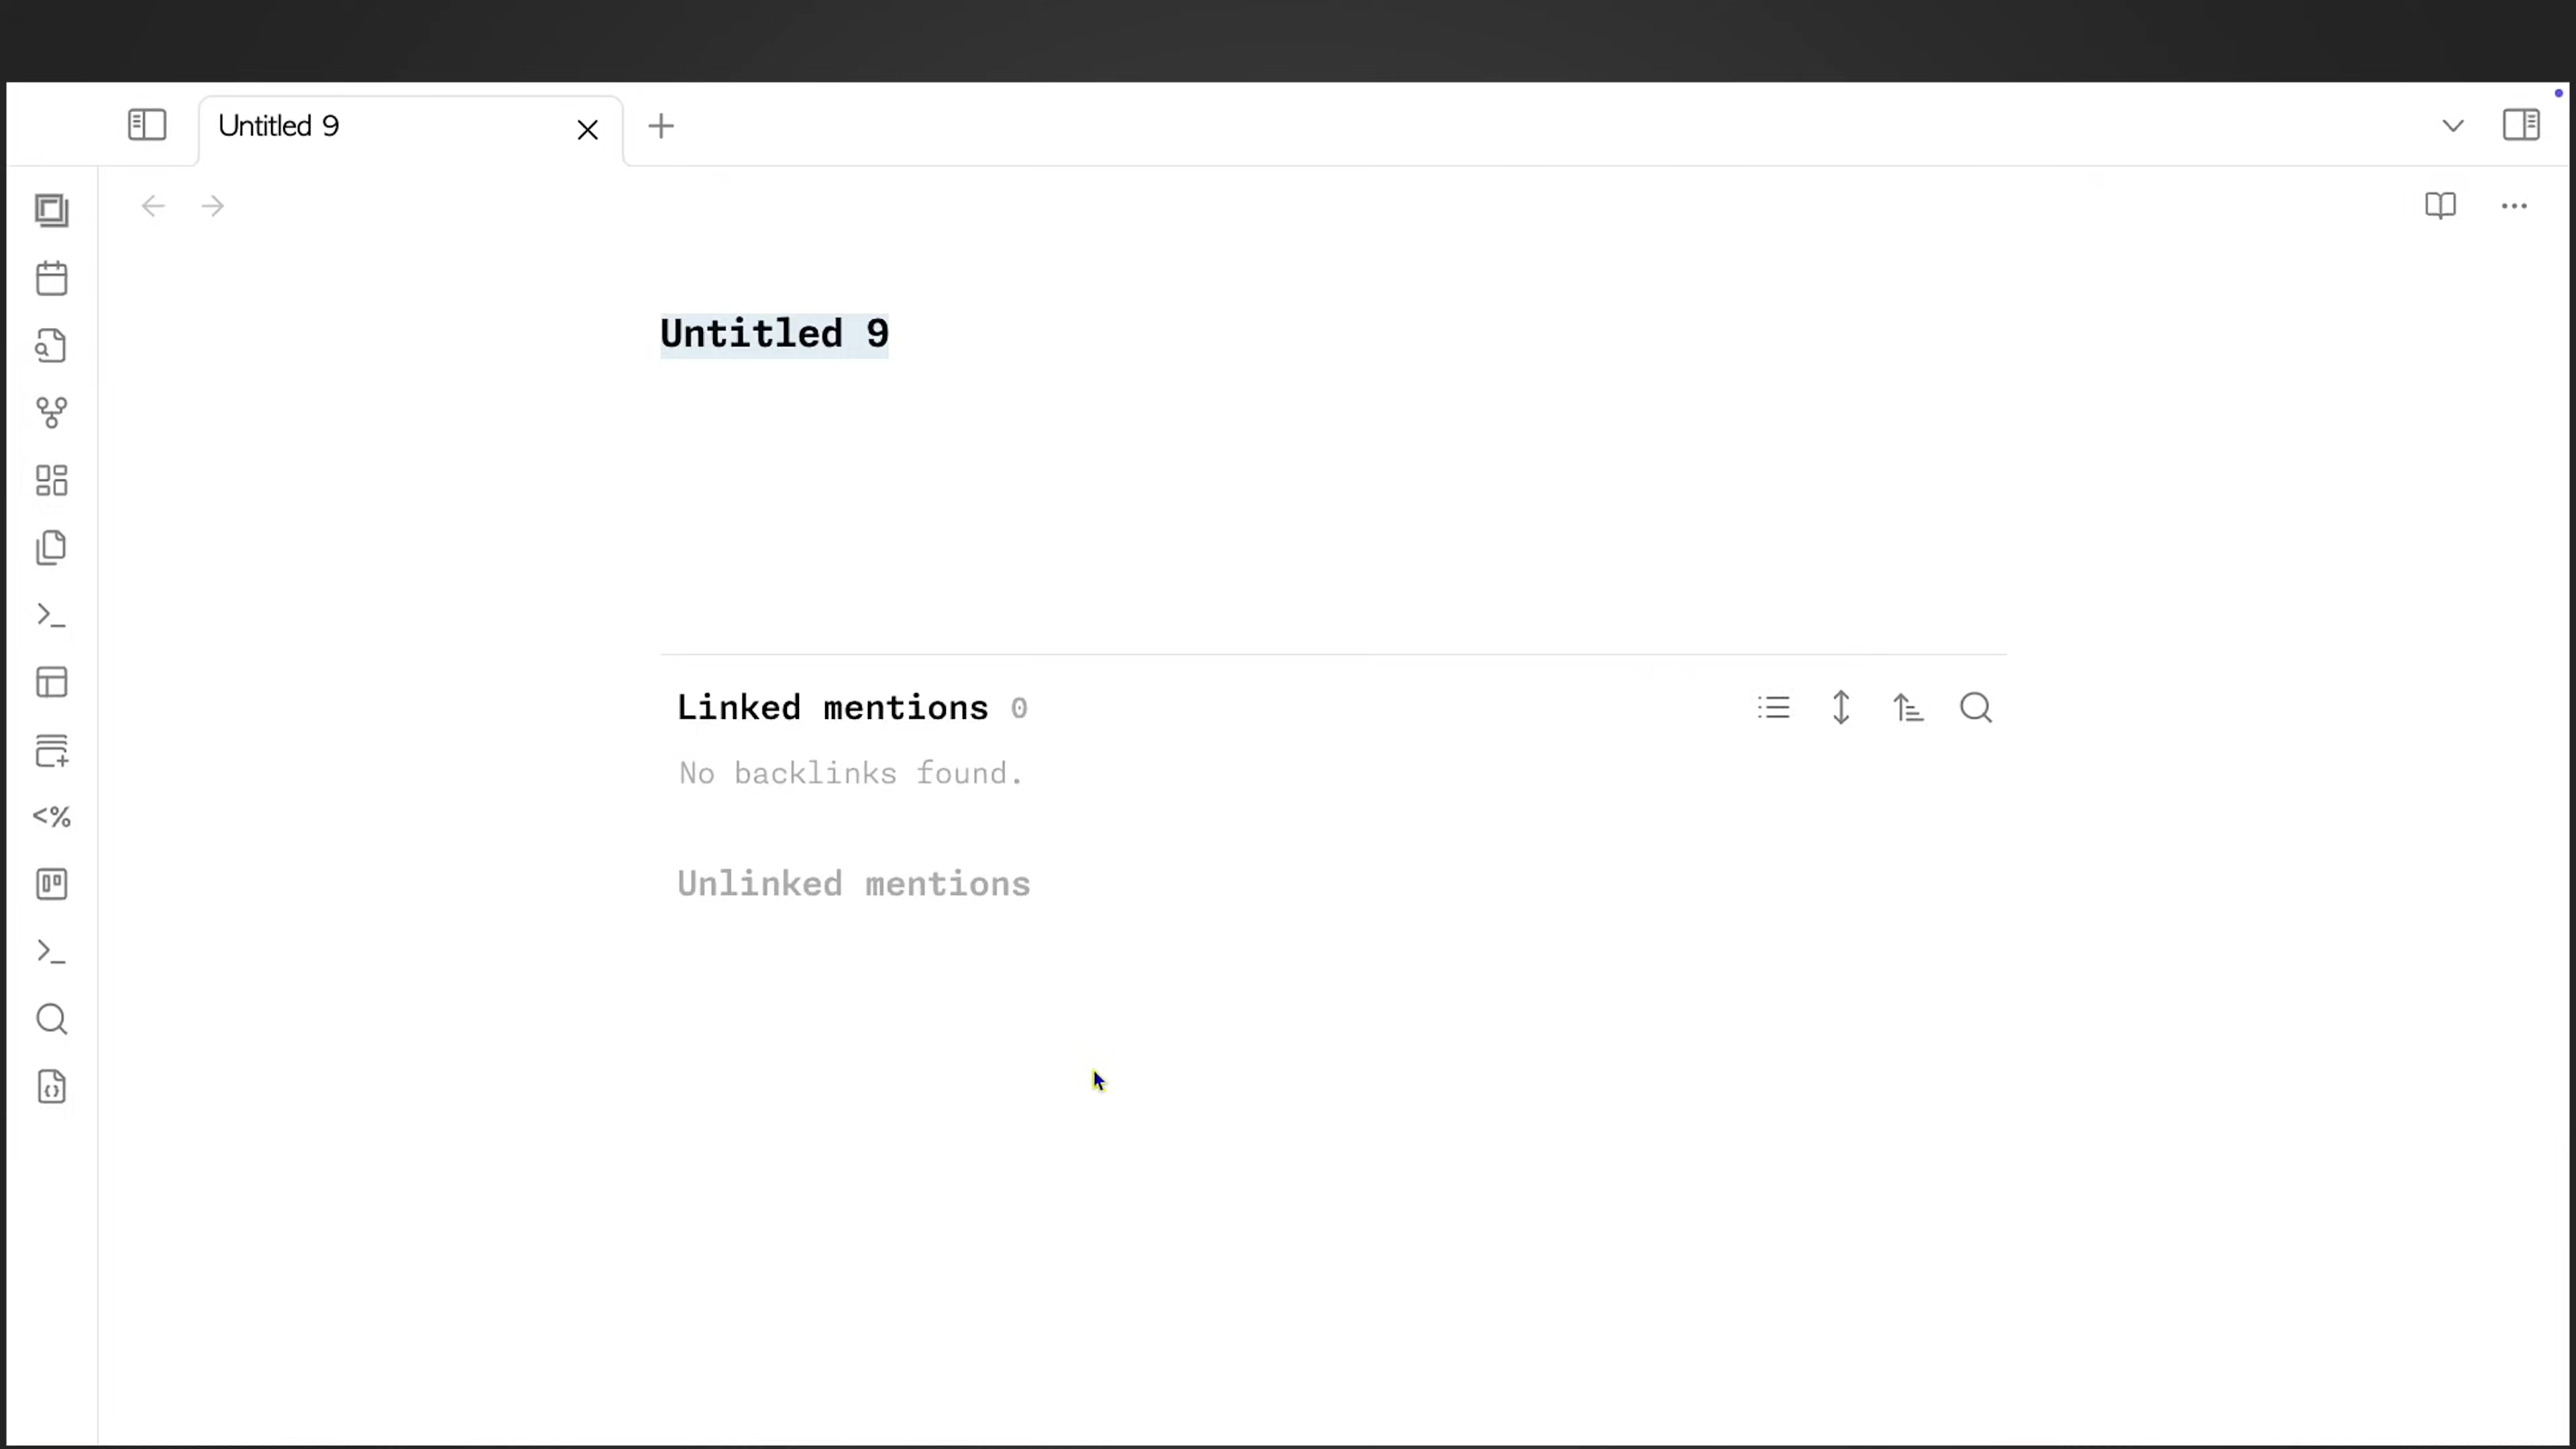 Untitled 9
Untitled 9
Linked mentions 0
No backlinks found.
Unlinked mentions
<%